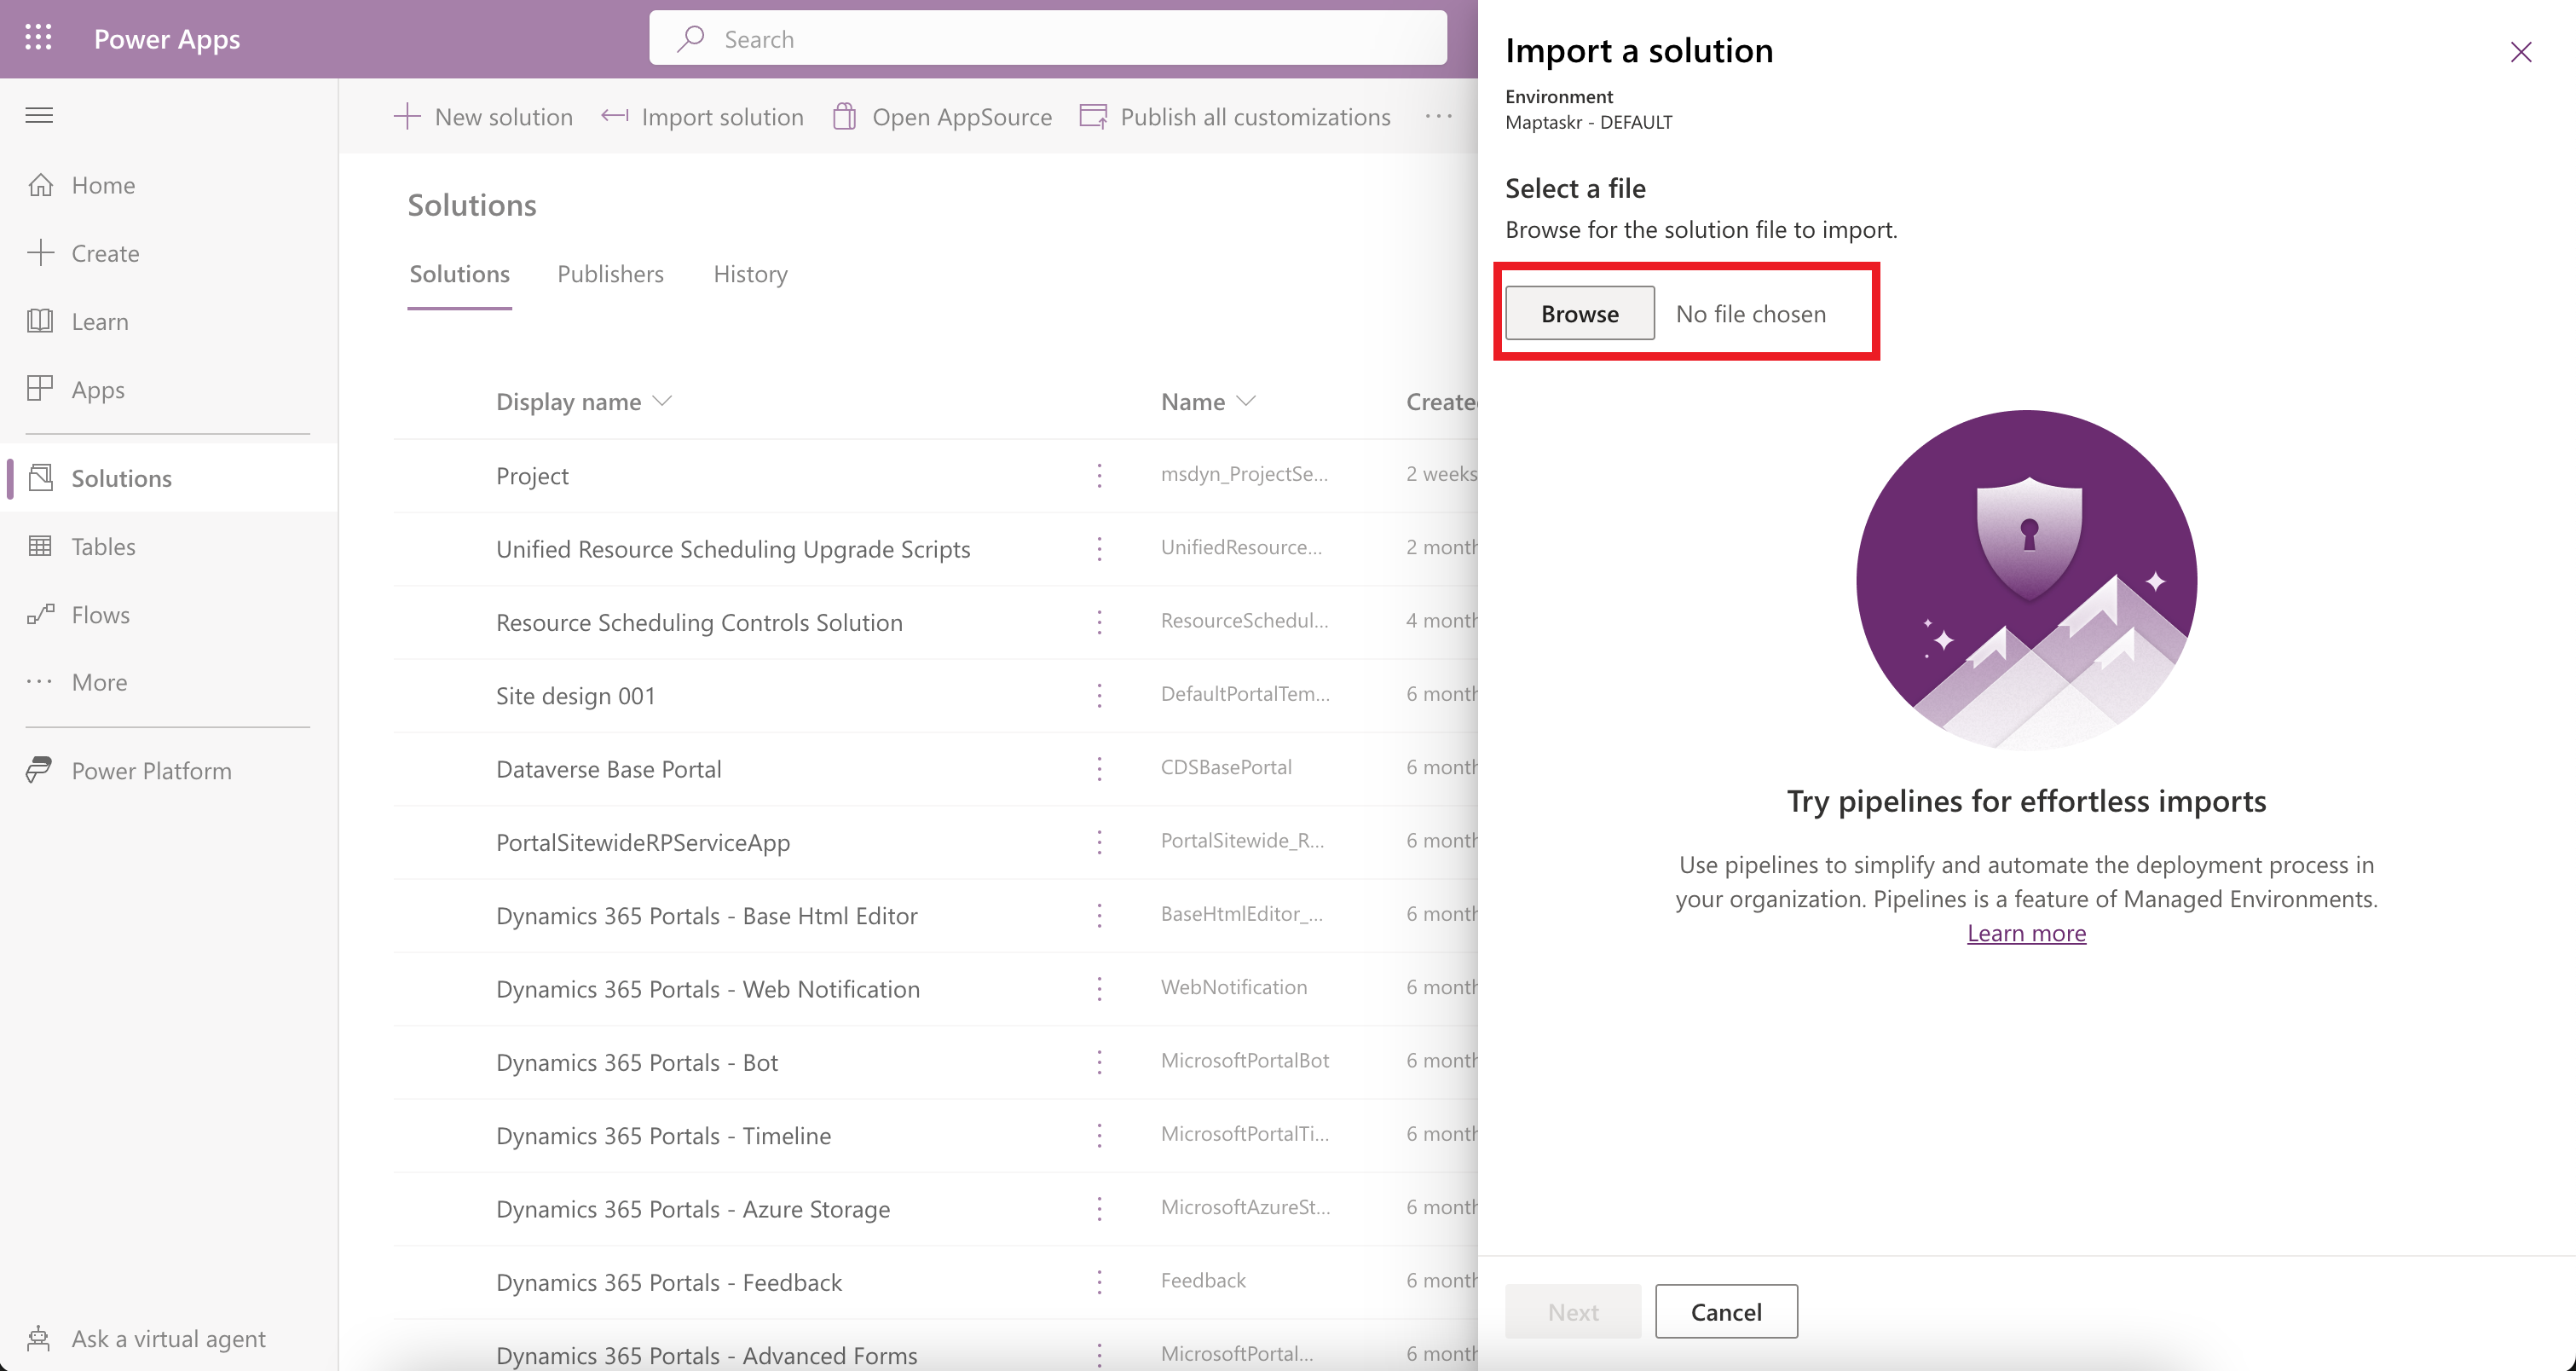 Power Apps
Search
New solution
Import solution
Open AppSource
Publish all customizations
Home
Create
Learn
Apps
Solutions
Tables
Flows
More
Power Platform
Ask a virtual agent
Solutions
Solutions Publishers History
Display name Name Create
Project msdyn_ProjectSe... 2 weeks
Unified Resource Scheduling Upgrade Scripts UnifiedResource... 2 month
Resource Scheduling Controls Solution ResourceSchedul... 4 month
Site design 001 DefaultPortalTem... 6 month
Dataverse Base Portal CDSBasePortal 6 month
PortalSitewideRPServiceApp PortalSitewide_R... 6 month
Dynamics 365 Portals - Base Html Editor BaseHtmlEditor_... 6 month
Dynamics 365 Portals - Web Notification WebNotification 6 month
Dynamics 365 Portals - Bot MicrosoftPortalBot 6 month
Dynamics 365 Portals - Timeline MicrosoftPortalTi... 6 month
Dynamics 365 Portals - Azure Storage MicrosoftAzureSt... 6 month
Dynamics 365 Portals - Feedback Feedback 6 month
Dynamics 365 Portals - Advanced Forms MicrosoftPortal... 6 month
Import a solution
Environment
Maptaskr - DEFAULT
Select a file
Browse for the solution file to import.
Browse No file chosen
Try pipelines for effortless imports
Use pipelines to simplify and automate the deployment process in
your organization. Pipelines is a feature of Managed Environments.
Learn more
Next Cancel